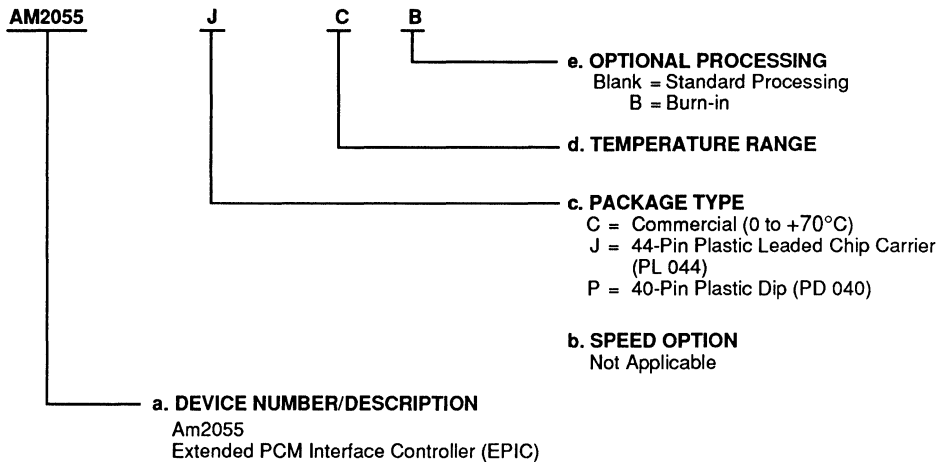 AM2055 J C B
e. OPTIONAL PROCESSING
Blank = Standard Processing
B = Burn-in
d. TEMPERATURE RANGE
c. PACKAGE TYPE
C = Commercial (0 to +70°C)
J = 44-Pin Plastic Leaded Chip Carrier
(PL 044)
P = 40-Pin Plastic Dip (PD 040)
b. SPEED OPTION
Not Applicable
a. DEVICE NUMBER/DESCRIPTION
Am2055
Extended PCM Interface Controller (EPIC)